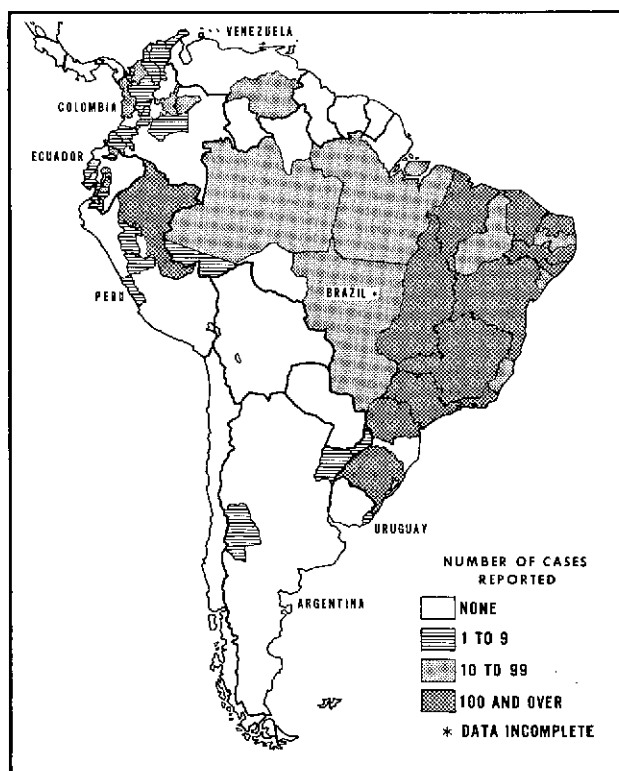 VENEZUELA
COLOMBIA
ECUADOR
PERU
BRAZIL *
URUGUAY
ARGENTINA
NUMBER OF CASES
REPORTED
NONE
1 TO 9
10 TO 99
100 AND OVER
* DATA INCOMPLETE